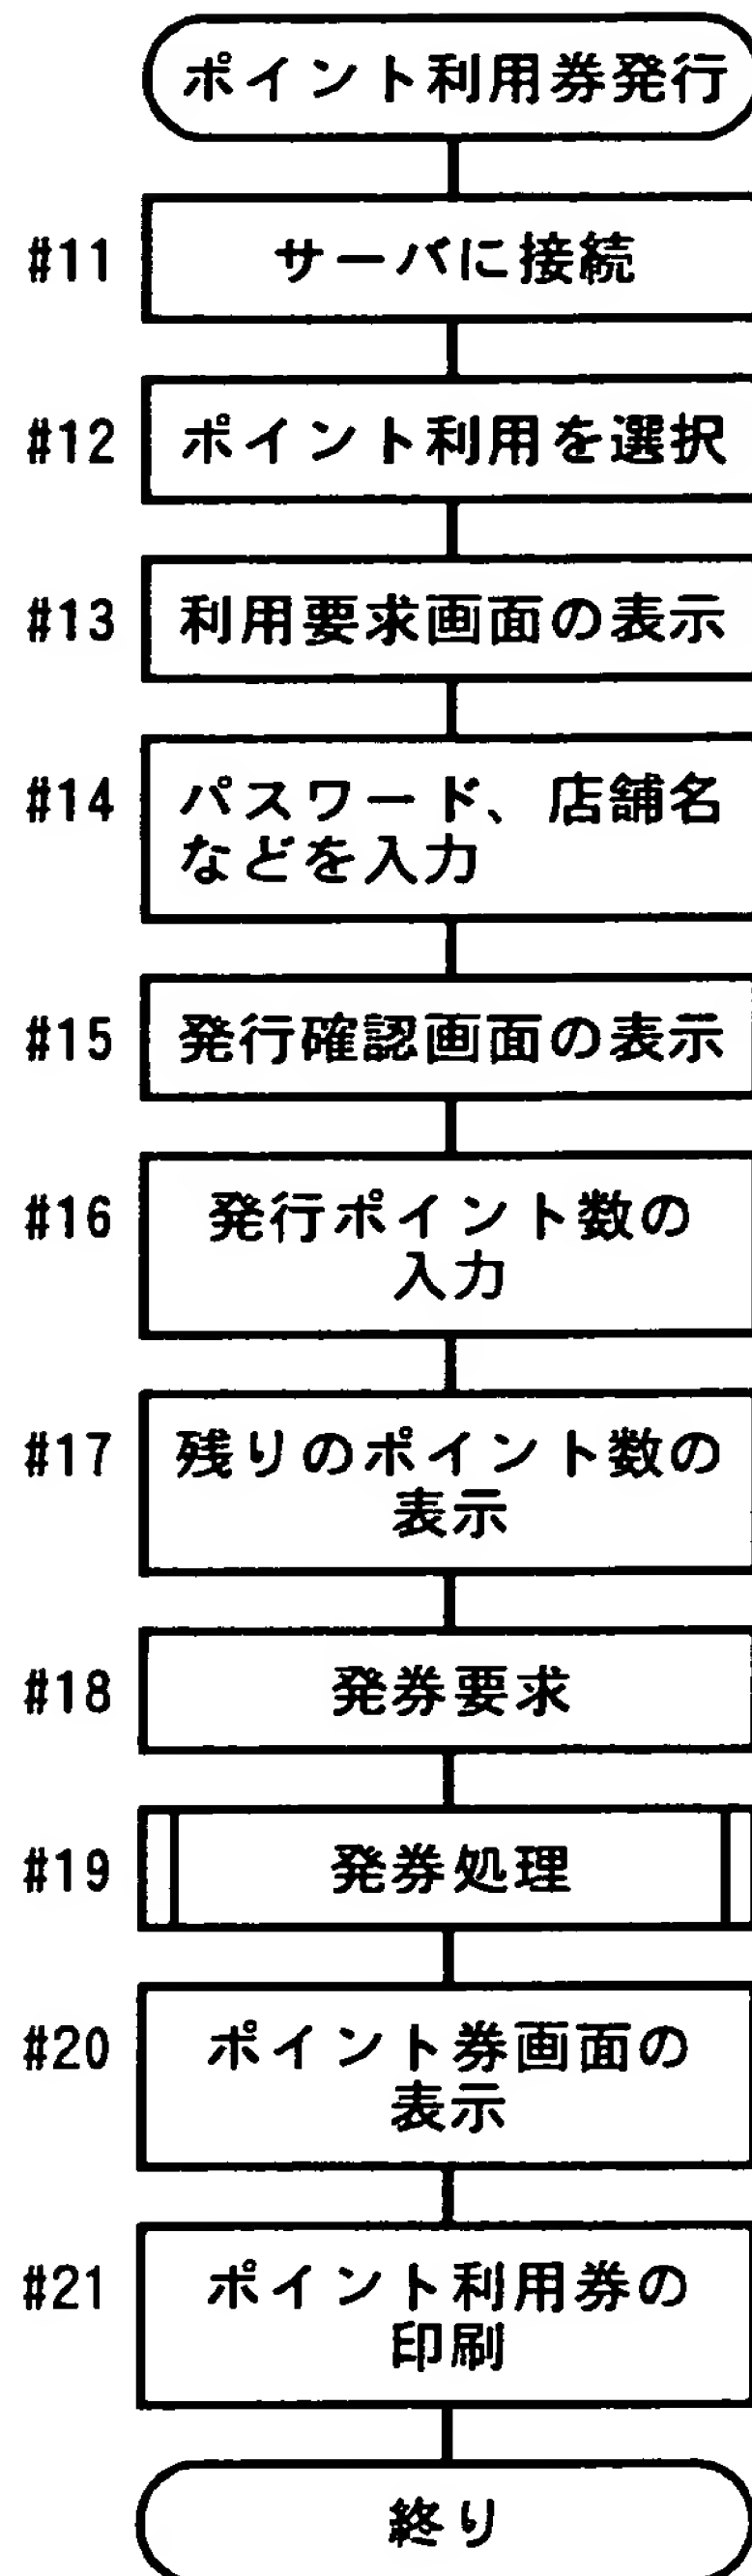 ポイント利用券発行
#11 サーバに接続
#12 ポイント利用を選択
#13 利用要求画面の表示
#14 パスワード、店舗名
などを入力
#15 発行確認画面の表示
#16 発行ポイント数の
入力
#17 残りのポイント数の
表示
#18 発券要求
#19 発券処理
#20 ポイント券画面の
表示
#21 ポイント利用券の
印刷
終り